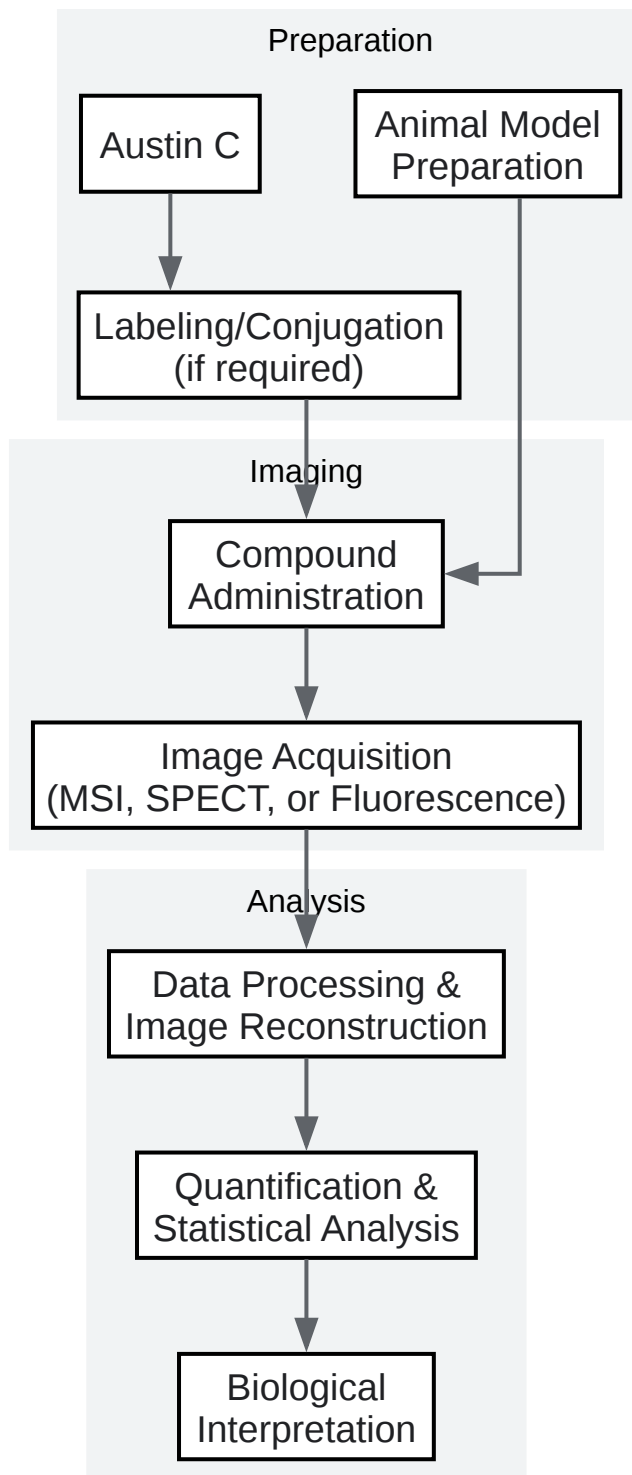 Preparation
Austin C
Animal Model
Preparation
Labeling/Conjugation
(if required)
Imaging
Compound
Administration
Image Acquisition
(MSI, SPECT, or Fluorescence)
Analysis
Data Processing &
Image Reconstruction
Quantification &
Statistical Analysis
Biological
Interpretation